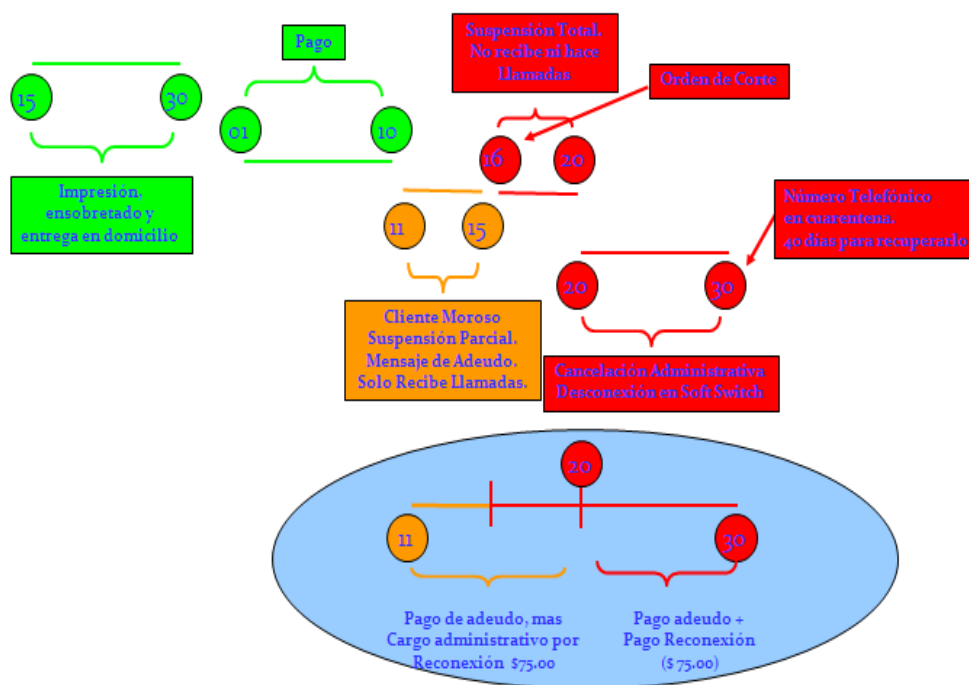 Pago
15
30
01
10
Impresión,
ensobretado y
entrega en domicilio
Suspensión Total.
No recibe ni hace
Llamadas
Orden de Corte
16
20
11
15
Cliente Moroso
Suspensión Parcial.
Mensaje de Adeudo.
Solo Recibe Llamadas.
Número Telefónico
en cuarentena.
40 días para recuperarlo
20
30
Cancelación Administrativa
Desconexión en Soft Switch
20
11
30
Pago de adeudo, mas
Cargo administrativo por
Reconexión $75.00
Pago adeudo +
Pago Reconexión
($ 75.00)